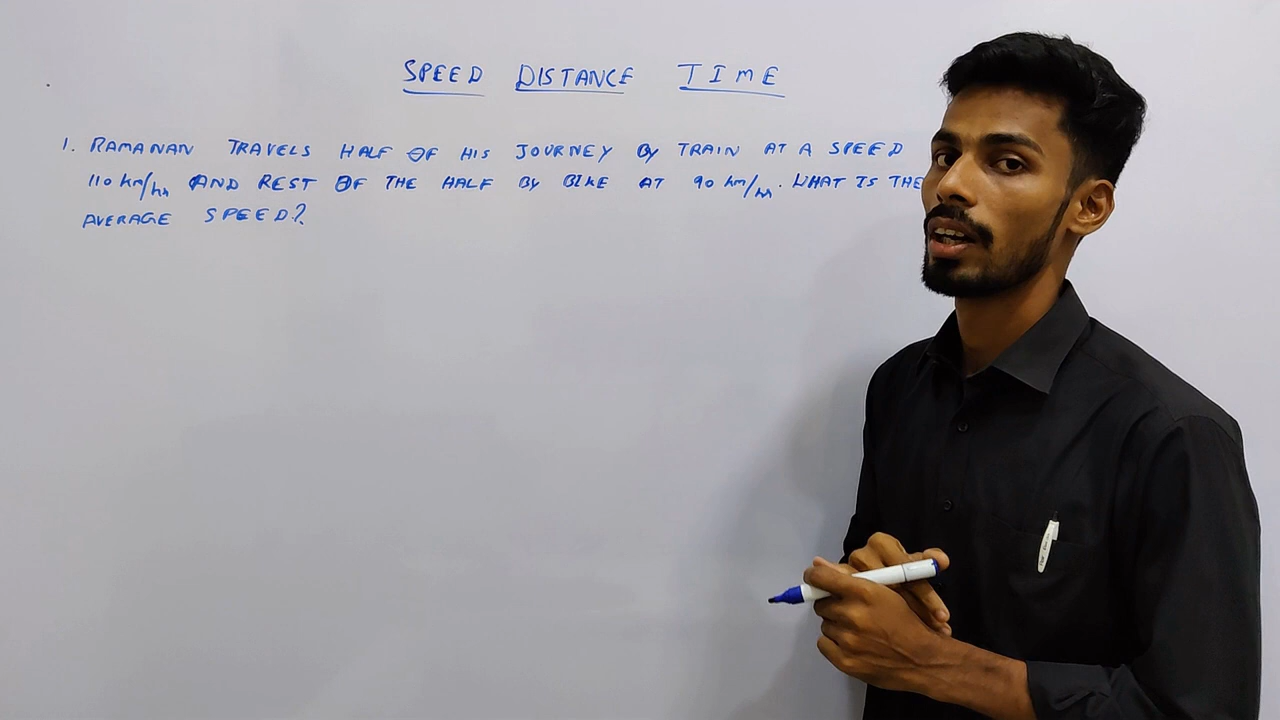 SPEED DISTANCE TIME
1. RAMANAN TRAVELS HALF OF HIS JOURNEY BY TRAIN AT A SPEED
110 km/hr AND REST OF THE HALF BY BIKE AT 90 km/hr. WHAT IS THE
AVERAGE SPEED?